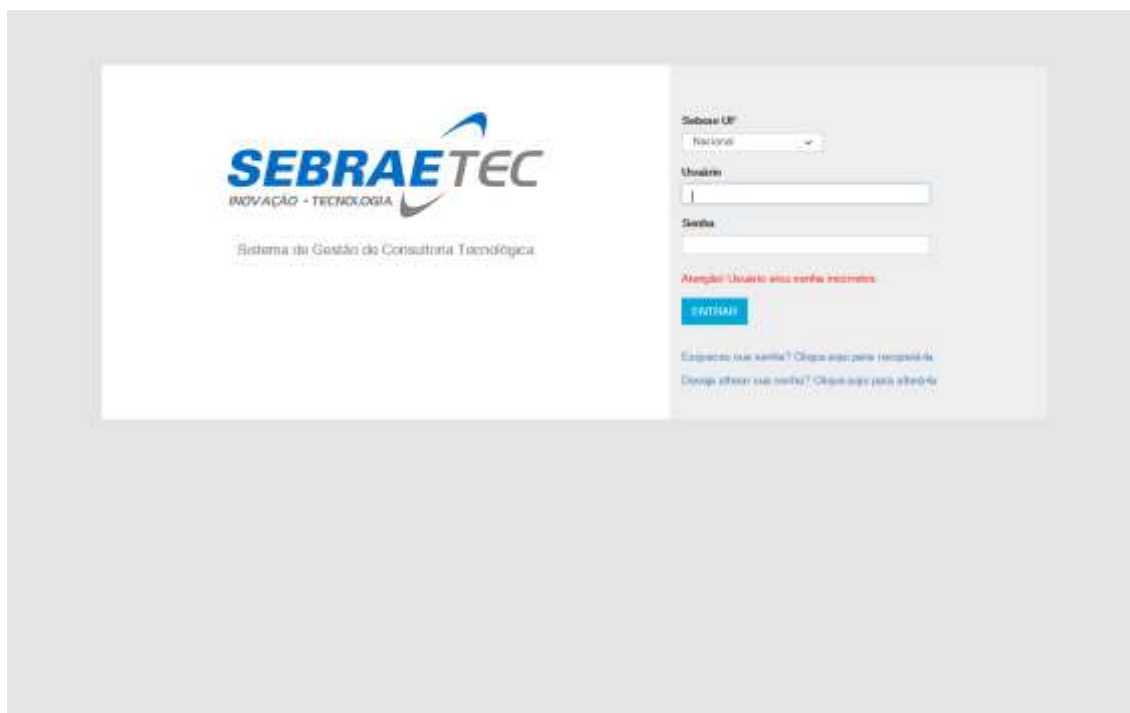 SEBRAETEC
INOVAÇÃO - TECNOLOGIA
Sistema de Gestão de Consultoria Tecnológica
Sebrae UF
Nacional
Usuário
Senha
Atenção! Usuário e/ou senha incorretos.
ENTRAR
Esqueceu sua senha? Clique aqui para recuperá-la
Deseja alterar sua senha? Clique aqui para alterá-la